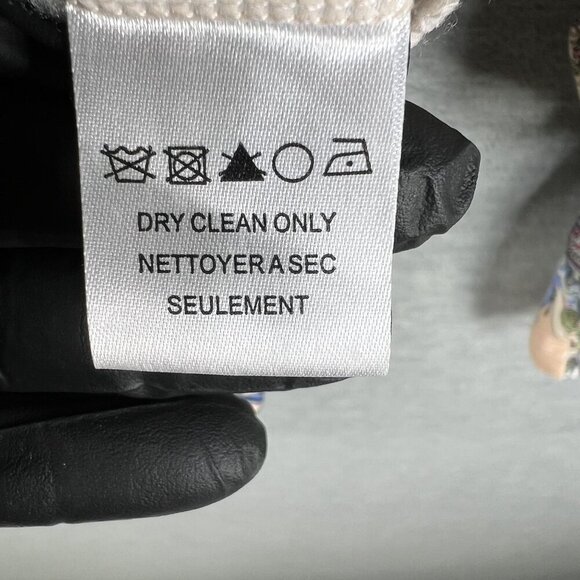 DRY CLEAN ONLY
NETTOYER A SEC
SEULEMENT